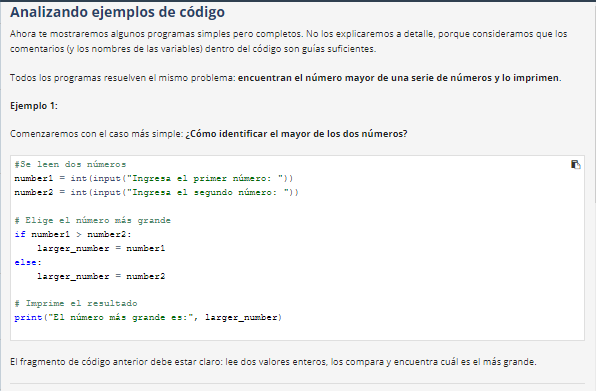 Analizando ejemplos de código
Ahora te mostraremos algunos programas simples pero completos. No los explicaremos a detalle, porque consideramos que los
comentarios (y los nombres de las variables) dentro del código son guías suficientes.
Todos los programas resuelven el mismo problema: encuentran el número mayor de una serie de números y lo imprimen.
Ejemplo 1:
Comenzaremos con el caso más simple: ¿Cómo identificar el mayor de los dos números?
#Se leen dos números
number1 = int(input("Ingresa el primer número: "))
number2 = int(input("Ingresa el segundo número: "))
# Elige el número más grande
if number1 > number2:
    larger_number = number1
else:
    larger_number = number2
# Imprime el resultado
print("El número más grande es:", larger_number)
El fragmento de código anterior debe estar claro: lee dos valores enteros, los compara y encuentra cuál es el más grande.